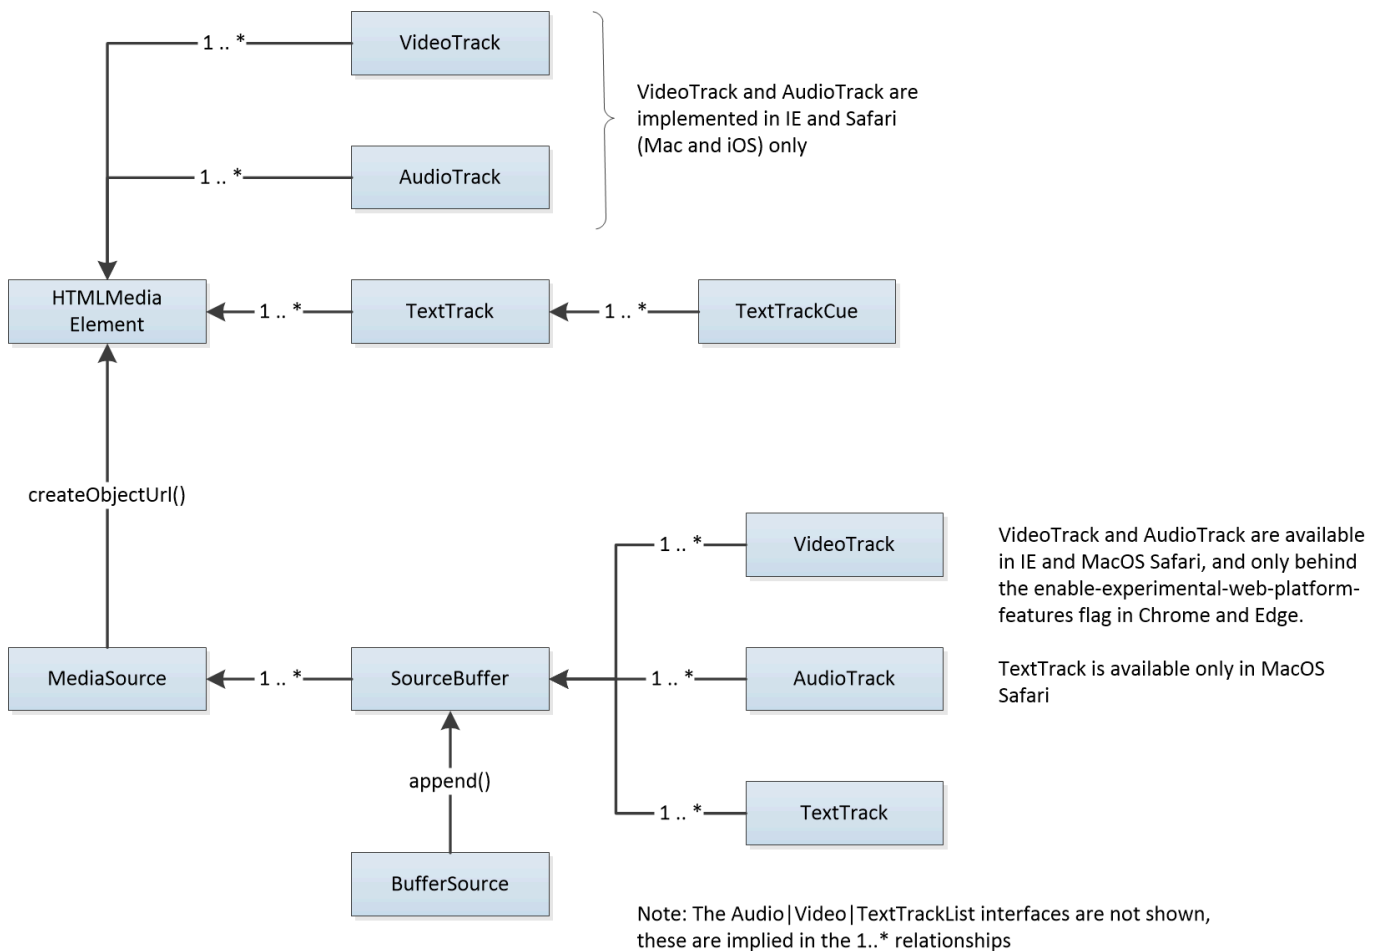 1 .. *
VideoTrack
VideoTrack and AudioTrack are
implemented in IE and Safari
(Mac and iOS) only
1 .. *
AudioTrack
HTMLMedia
Element
1 .. *
TextTrack
1 .. *
TextTrackCue
createObjectUrl()
1 .. *
VideoTrack
VideoTrack and AudioTrack are available
in IE and MacOS Safari, and only behind
the enable-experimental-web-platform-
features flag in Chrome and Edge.
MediaSource
1 .. *
SourceBuffer
1 .. *
AudioTrack
TextTrack is available only in MacOS
Safari
append()
1 .. *
TextTrack
BufferSource
Note: The Audio|Video|TextTrackList interfaces are not shown,
these are implied in the 1..* relationships